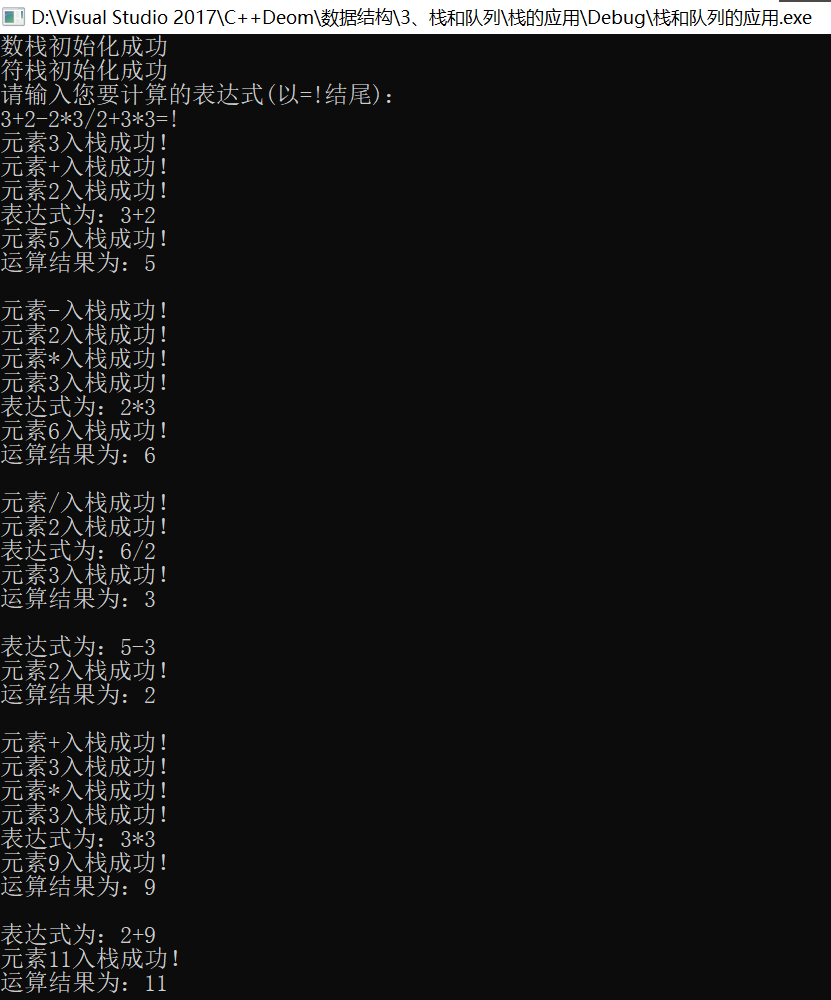 D:\Visual Studio 2017\C++Deom\数据结构\3、栈和队列\栈的应用\Debug\栈和队列的应用.exe
数栈初始化成功
符栈初始化成功
请输入您要计算的表达式(以=!结尾):
3+2-2*3/2+3*3=!
元素3入栈成功!
元素+入栈成功!
元素2入栈成功!
表达式为: 3+2
元素5入栈成功!
运算结果为: 5
元素-入栈成功!
元素2入栈成功!
元素*入栈成功!
元素3入栈成功!
表达式为: 2*3
元素6入栈成功!
运算结果为: 6
元素/入栈成功!
元素2入栈成功!
表达式为: 6/2
元素3入栈成功!
运算结果为: 3
表达式为: 5-3
元素2入栈成功!
运算结果为: 2
元素+入栈成功!
元素3入栈成功!
元素*入栈成功!
元素3入栈成功!
表达式为: 3*3
元素9入栈成功!
运算结果为: 9
表达式为: 2+9
元素11入栈成功!
运算结果为: 11